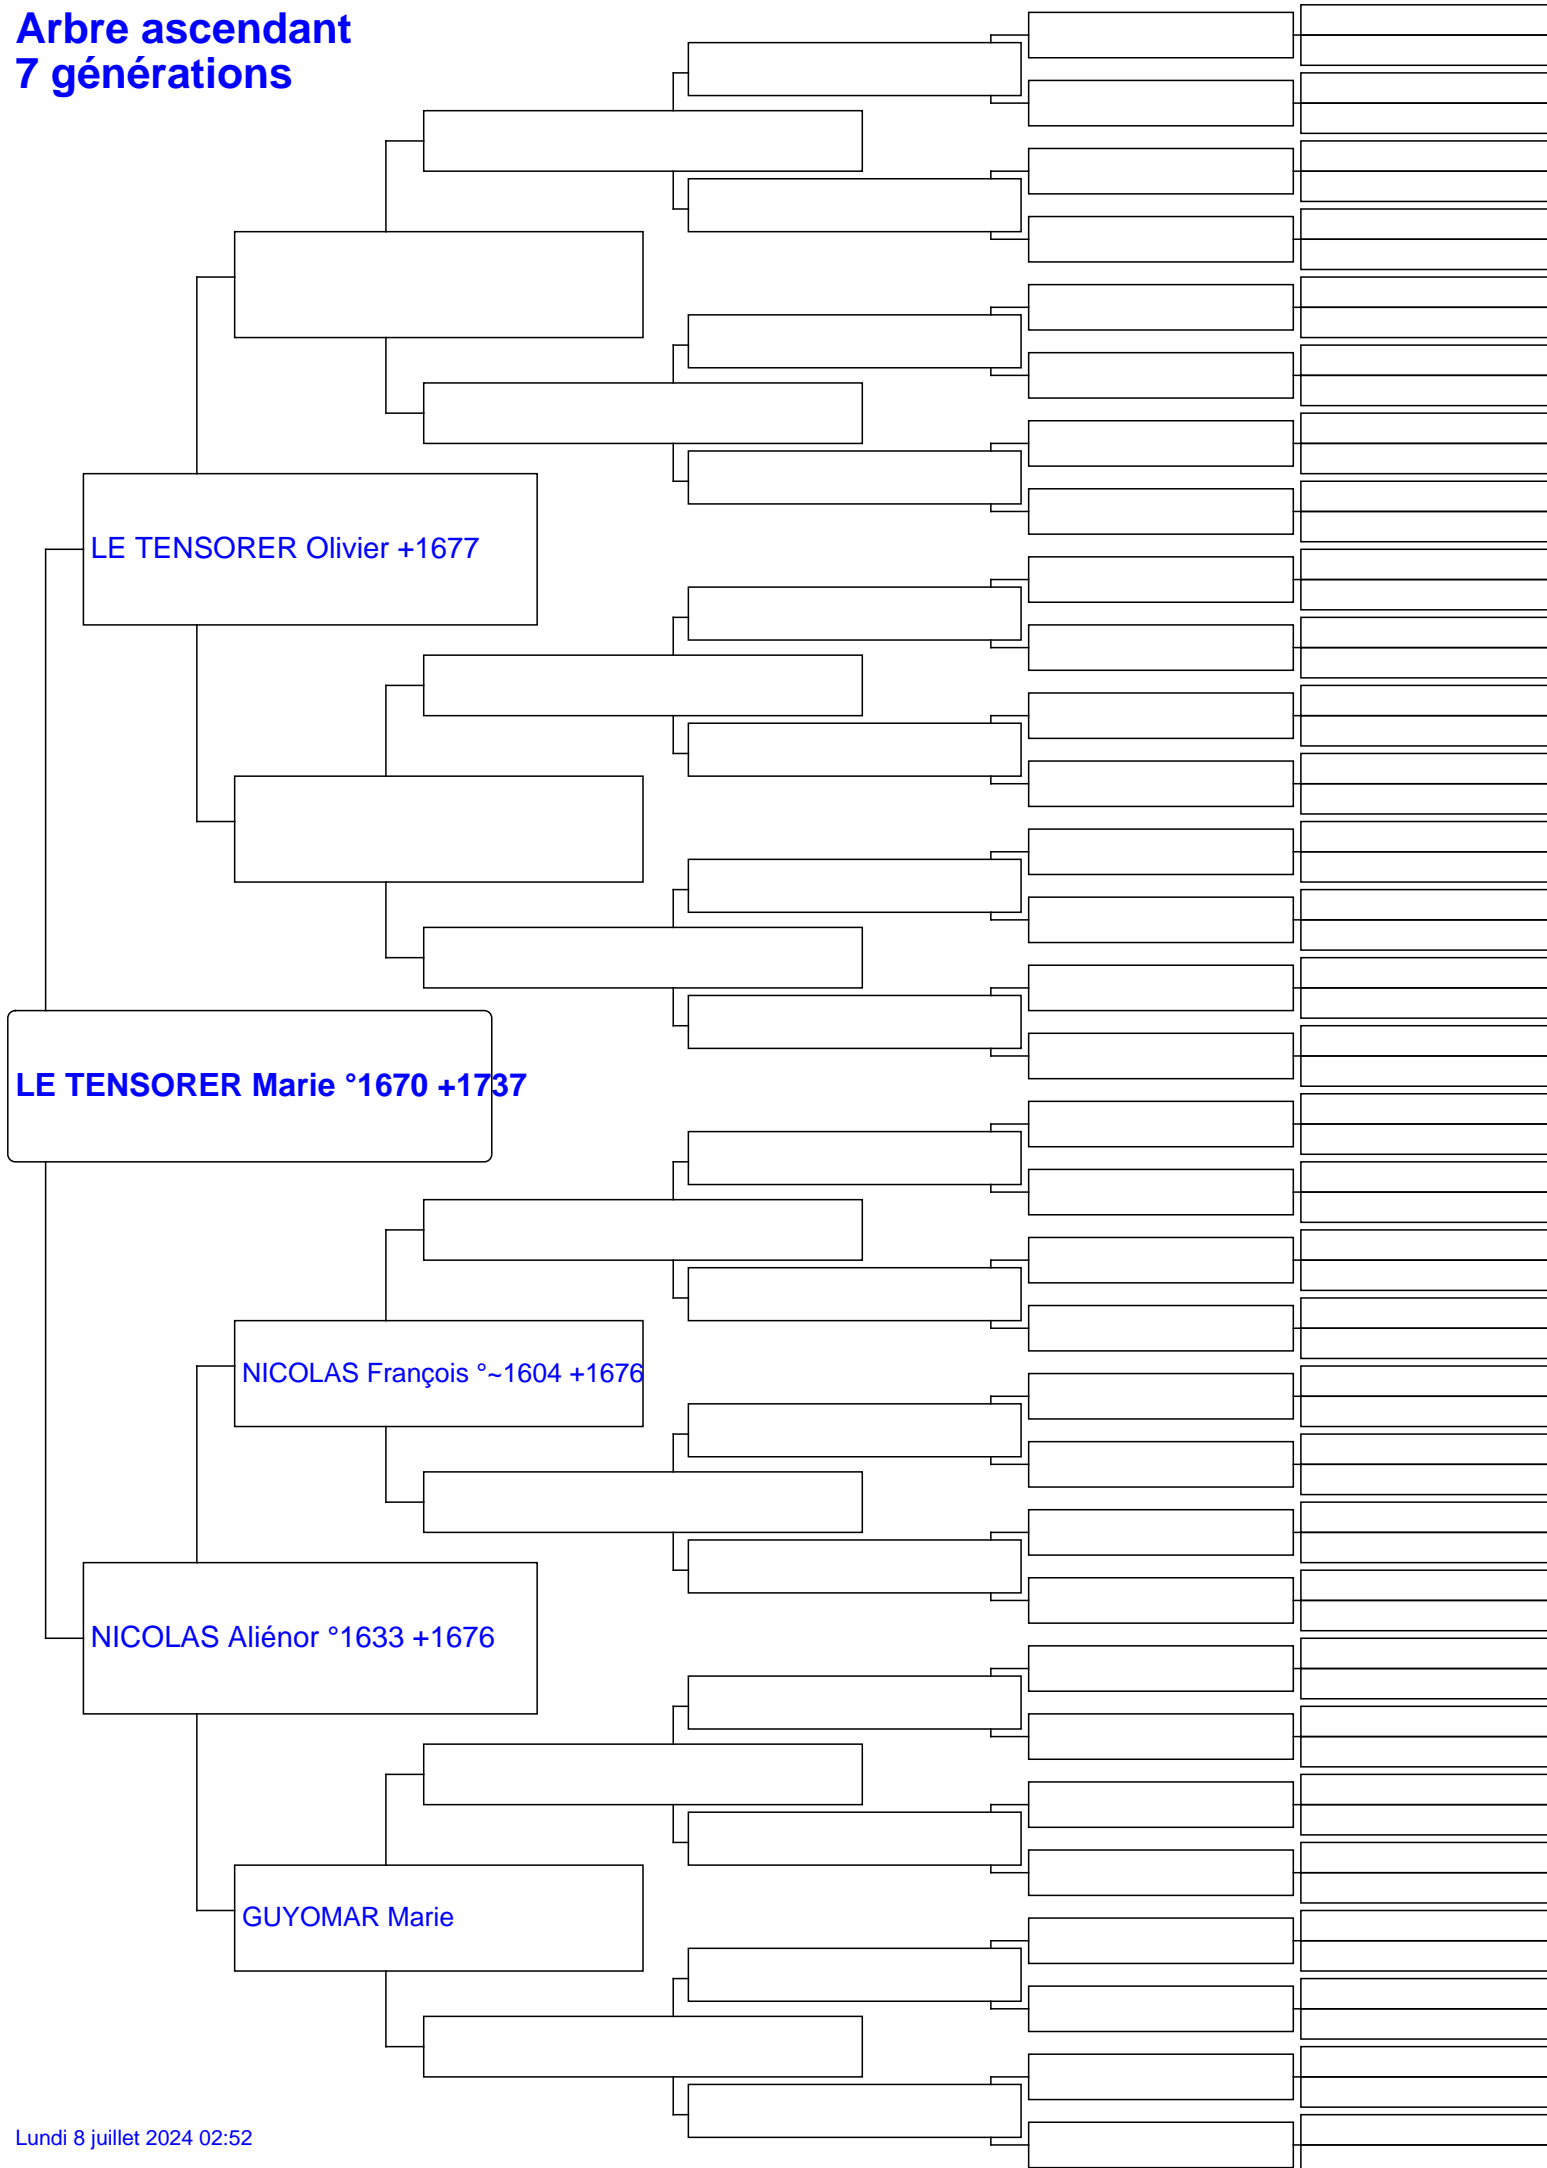 Arbre ascendant
7 générations
LE TENSORER Olivier +1677
LE TENSORER Marie °1670 +1737
NICOLAS François °~1604 +1676
NICOLAS Aliénor °1633 +1676
GUYOMAR Marie
Lundi 8 juillet 2024 02:52